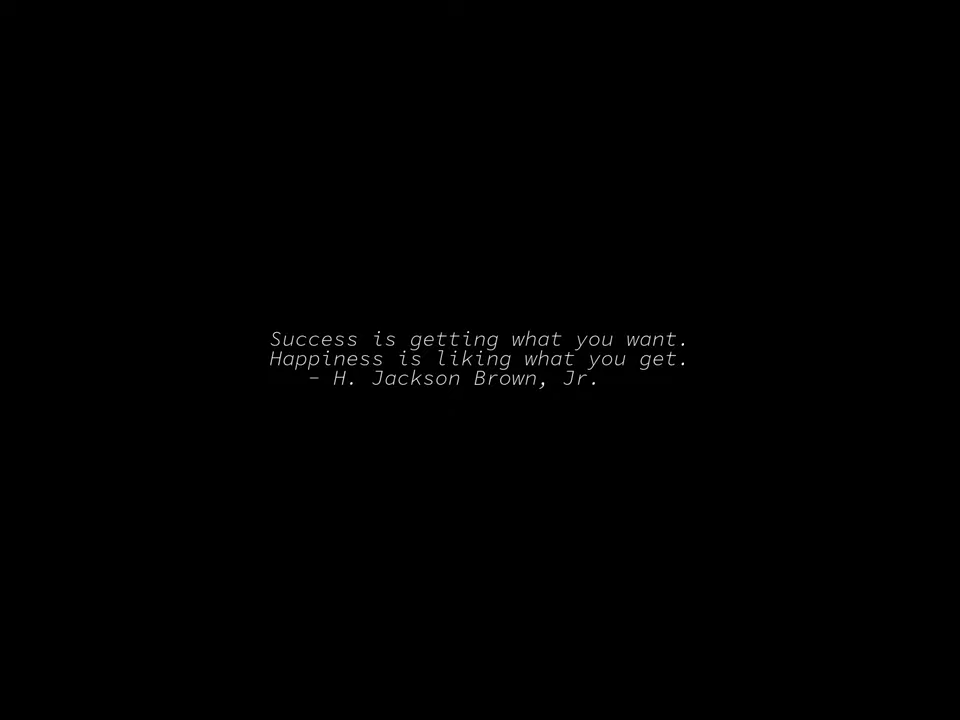 Success is getting what you want.
Happiness is liking what you get.
– H. Jackson Brown, Jr.